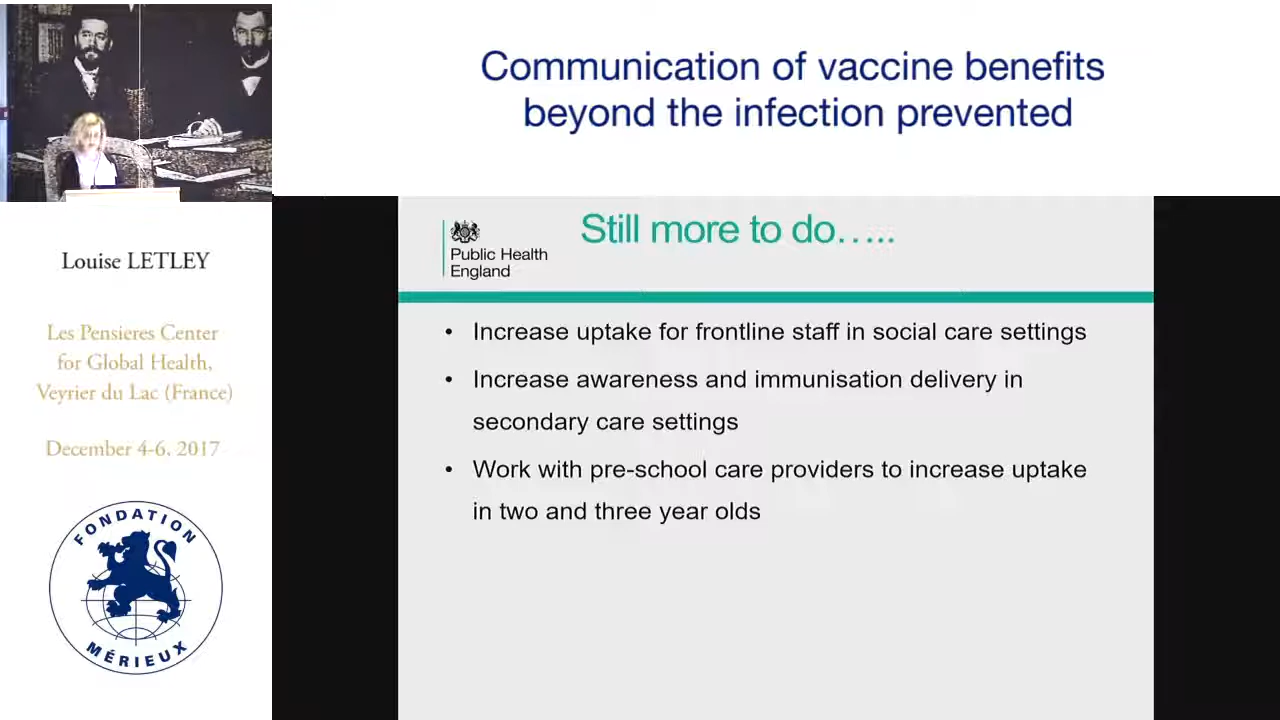 Communication of vaccine benefits
beyond the infection prevented
Louise LETLEY
Les Pensieres Center
for Global Health,
Veyrier du Lac (France)
December 4-6, 2017
FONDATION
MÉRIEUX
Public Health
England
Still more to do…..
• Increase uptake for frontline staff in social care settings
• Increase awareness and immunisation delivery in
secondary care settings
• Work with pre-school care providers to increase uptake
in two and three year olds